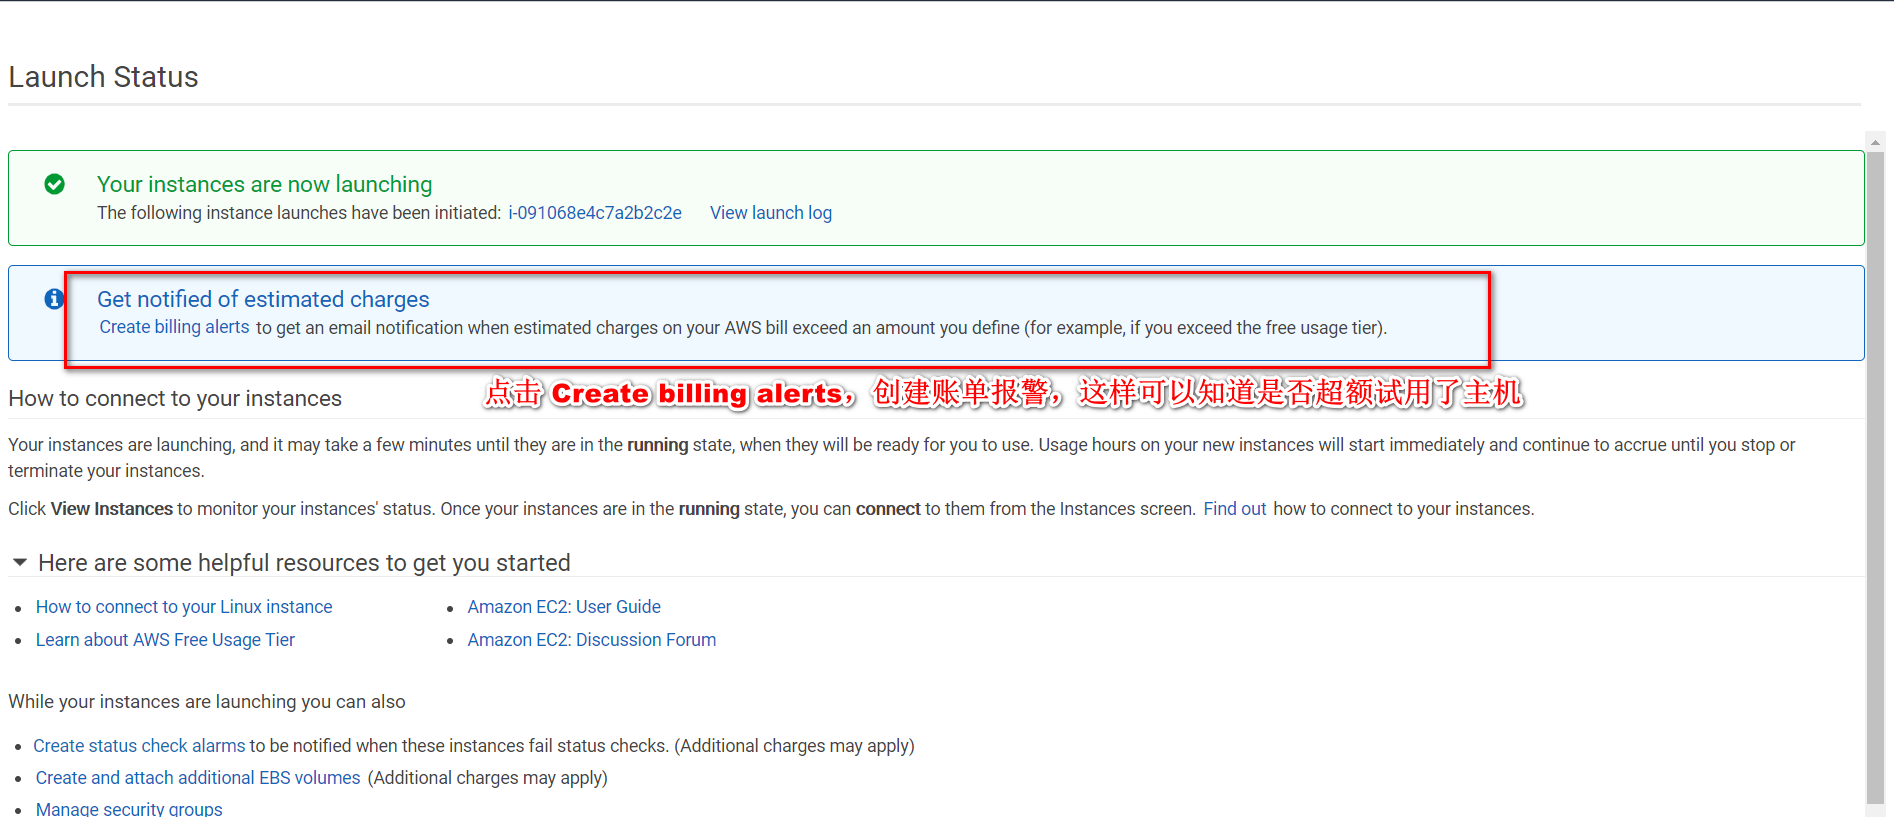 Launch Status
Your instances are now launching
The following instance launches have been initiated: i-091068e4c7a2b2c2e View launch log
Get notified of estimated charges
Create billing alerts to get an email notification when estimated charges on your AWS bill exceed an amount you define (for example, if you exceed the free usage tier).
点击 Create billing alerts，创建账单报警，这样可以知道是否超额试用了主机
How to connect to your instances
Your instances are launching, and it may take a few minutes until they are in the running state, when they will be ready for you to use. Usage hours on your new instances will start immediately and continue to accrue until you stop or
terminate your instances.
Click View Instances to monitor your instances' status. Once your instances are in the running state, you can connect to them from the Instances screen. Find out how to connect to your instances.
Here are some helpful resources to get you started
• How to connect to your Linux instance
• Learn about AWS Free Usage Tier
• Amazon EC2: User Guide
• Amazon EC2: Discussion Forum
While your instances are launching you can also
• Create status check alarms to be notified when these instances fail status checks. (Additional charges may apply)
• Create and attach additional EBS volumes (Additional charges may apply)
• Manage security groups